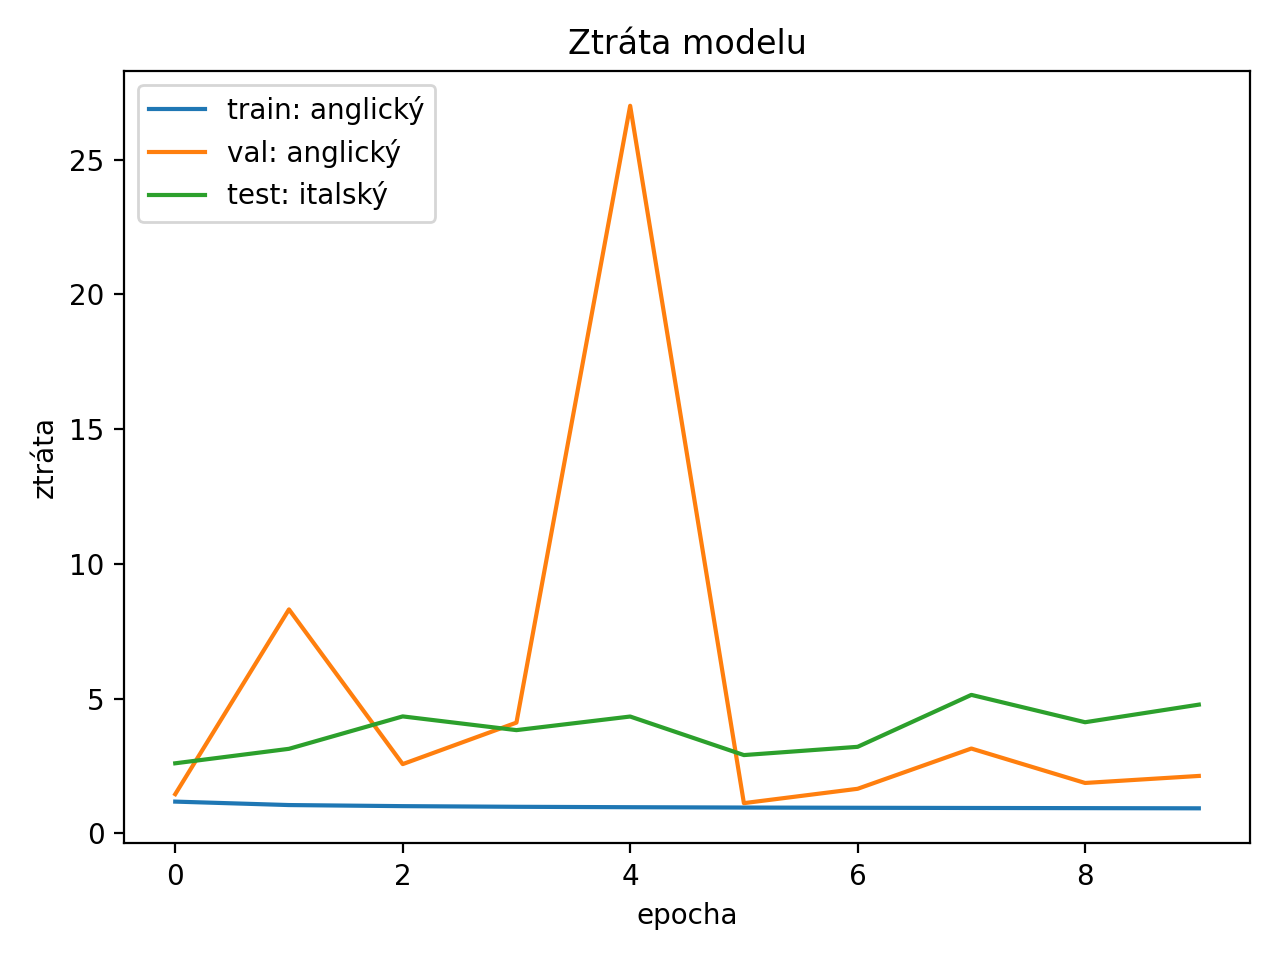 Ztráta modelu
train: anglický
val: anglický
test: italský
25
20
15
10
5
0
ztráta
0 2 4 6 8
epocha